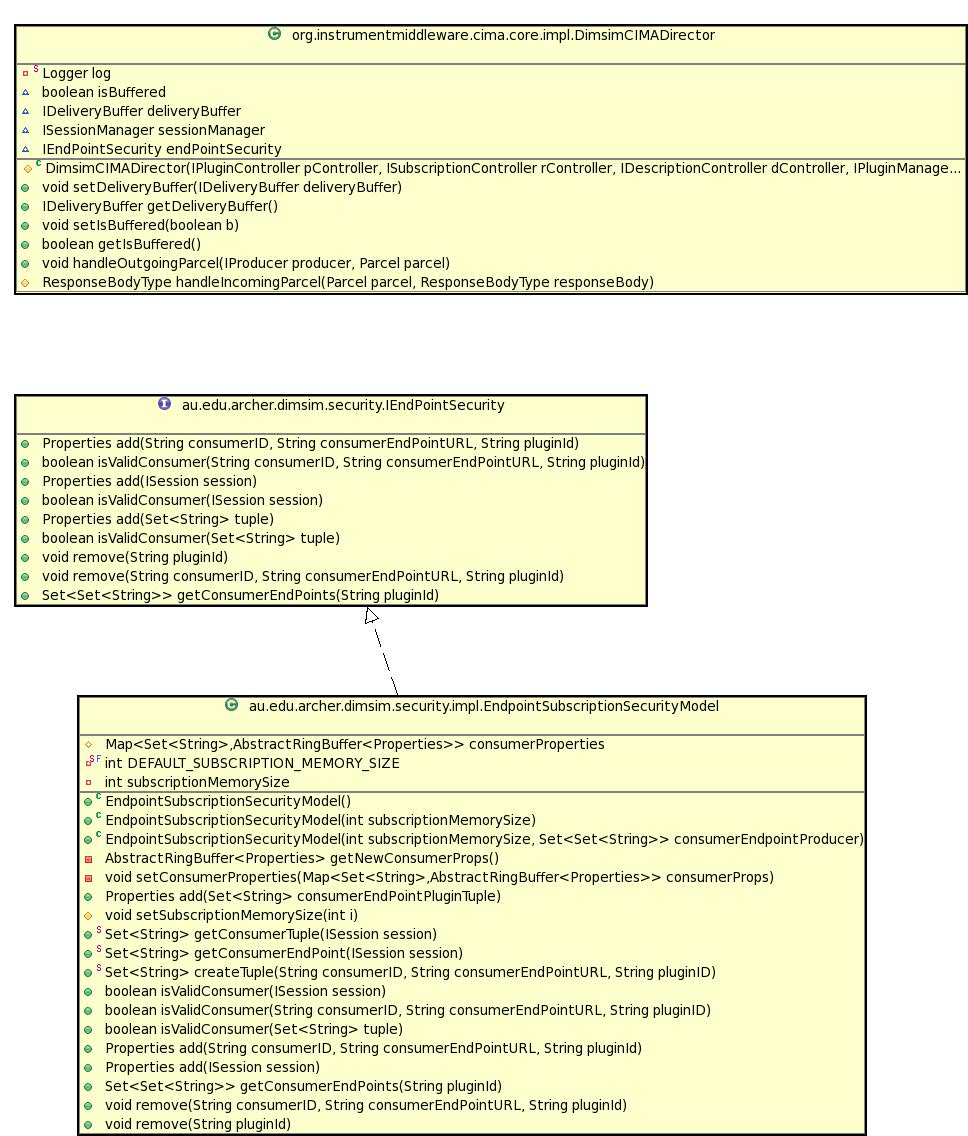 C org.instrumentmiddleware.cima.core.impl.DimsimCIMADirector
S Logger log
boolean isBuffered
IDeliveryBuffer deliveryBuffer
ISessionManager sessionManager
IEndPointSecurity endPointSecurity
C DimsimCIMADirector(IPluginController pController, ISubscriptionController rController, IDescriptionController dController, IPluginManage...
void setDeliveryBuffer(IDeliveryBuffer deliveryBuffer)
IDeliveryBuffer getDeliveryBuffer()
void setIsBuffered(boolean b)
boolean getIsBuffered()
void handleOutgoingParcel(IProducer producer, Parcel parcel)
ResponseBodyType handleIncomingParcel(Parcel parcel, ResponseBodyType responseBody)
I au.edu.archer.dimsim.security.IEndPointSecurity
Properties add(String consumerID, String consumerEndPointURL, String pluginId)
boolean isValidConsumer(String consumerID, String consumerEndPointURL, String pluginId)
Properties add(ISession session)
boolean isValidConsumer(ISession session)
Properties add(Set<String> tuple)
boolean isValidConsumer(Set<String> tuple)
void remove(String pluginId)
void remove(String consumerID, String consumerEndPointURL, String pluginId)
Set<Set<String>> getConsumerEndPoints(String pluginId)
C au.edu.archer.dimsim.security.impl.EndpointSubscriptionSecurityModel
Map<Set<String>,AbstractRingBuffer<Properties>> consumerProperties
S F int DEFAULT_SUBSCRIPTION_MEMORY_SIZE
int subscriptionMemorySize
C EndpointSubscriptionSecurityModel()
C EndpointSubscriptionSecurityModel(int subscriptionMemorySize)
C EndpointSubscriptionSecurityModel(int subscriptionMemorySize, Set<Set<String>> consumerEndpointProducer)
AbstractRingBuffer<Properties> getNewConsumerProps()
void setConsumerProperties(Map<Set<String>,AbstractRingBuffer<Properties>> consumerProps)
Properties add(Set<String> consumerEndPointPluginTuple)
void setSubscriptionMemorySize(int i)
S Set<String> getConsumerTuple(ISession session)
S Set<String> getConsumerEndPoint(ISession session)
S Set<String> createTuple(String consumerID, String consumerEndPointURL, String pluginID)
boolean isValidConsumer(ISession session)
boolean isValidConsumer(String consumerID, String consumerEndPointURL, String pluginID)
boolean isValidConsumer(Set<String> tuple)
Properties add(String consumerID, String consumerEndPointURL, String pluginId)
Properties add(ISession session)
Set<Set<String>> getConsumerEndPoints(String pluginId)
void remove(String consumerID, String consumerEndPointURL, String pluginId)
void remove(String pluginId)